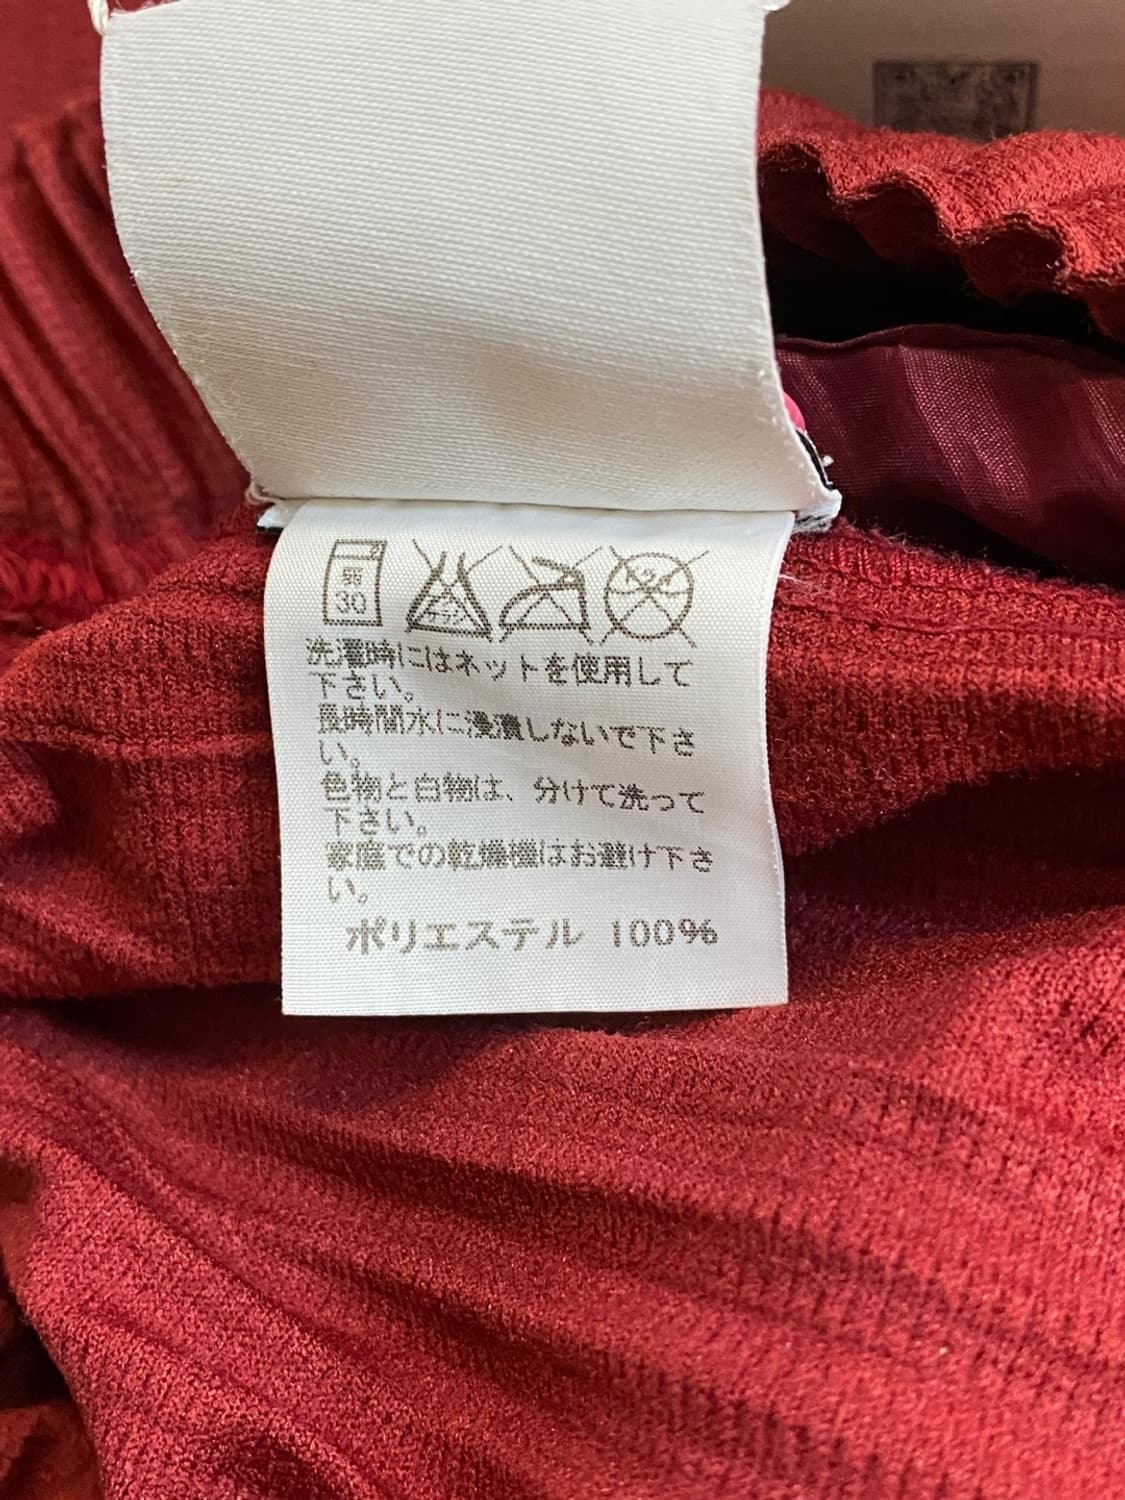 弱
30
洗濯時にはネットを使用して
下さい。
長時間水に浸漬しないで下さ
い。
色物と白物は、分けて洗って
下さい。
家庭での乾燥機はお避け下さ
い。
ポリエステル 100%